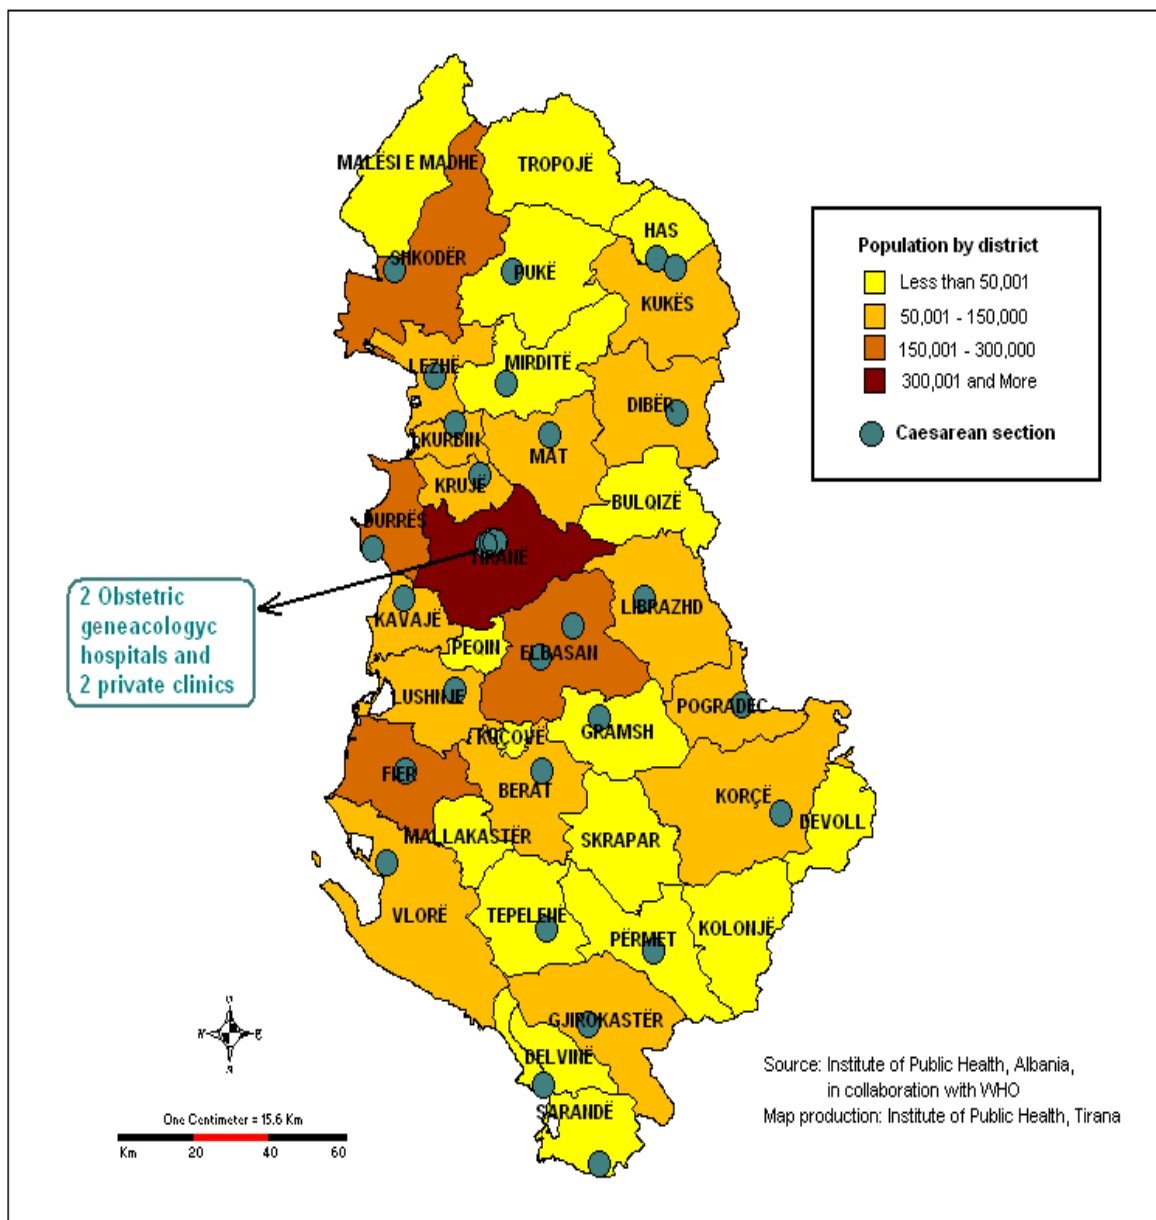 MALËSI E MADHE
TROPOJË
HAS
SHKODËR
PUKË
KUKËS
LEZHË
MIRDITË
DIBËR
KURBIN
MAT
KRUJË
BULQIZË
DURRËS
TIRANË
LIBRAZHD
KAVAJË
PEQIN
ELBASAN
LUSHNJE
POGRADEC
GRAMSH
KUÇOVË
FIER
BERAT
KORÇË
DEVOLL
MALLAKASTËR
SKRAPAR
VLORË
TEPELENË
PËRMET
KOLONJË
GJIROKASTËR
DELVINË
SARANDË
Population by district
Less than 50,001
50,001 - 150,000
150,001 - 300,000
300,001 and More
Caesarean section
2 Obstetric
geneacologyc
hospitals and
2 private clinics
One Centimeter = 15.6 Km
Km 20 40 60
Source: Institute of Public Health, Albania,
in collaboration with WHO
Map production: Institute of Public Health, Tirana